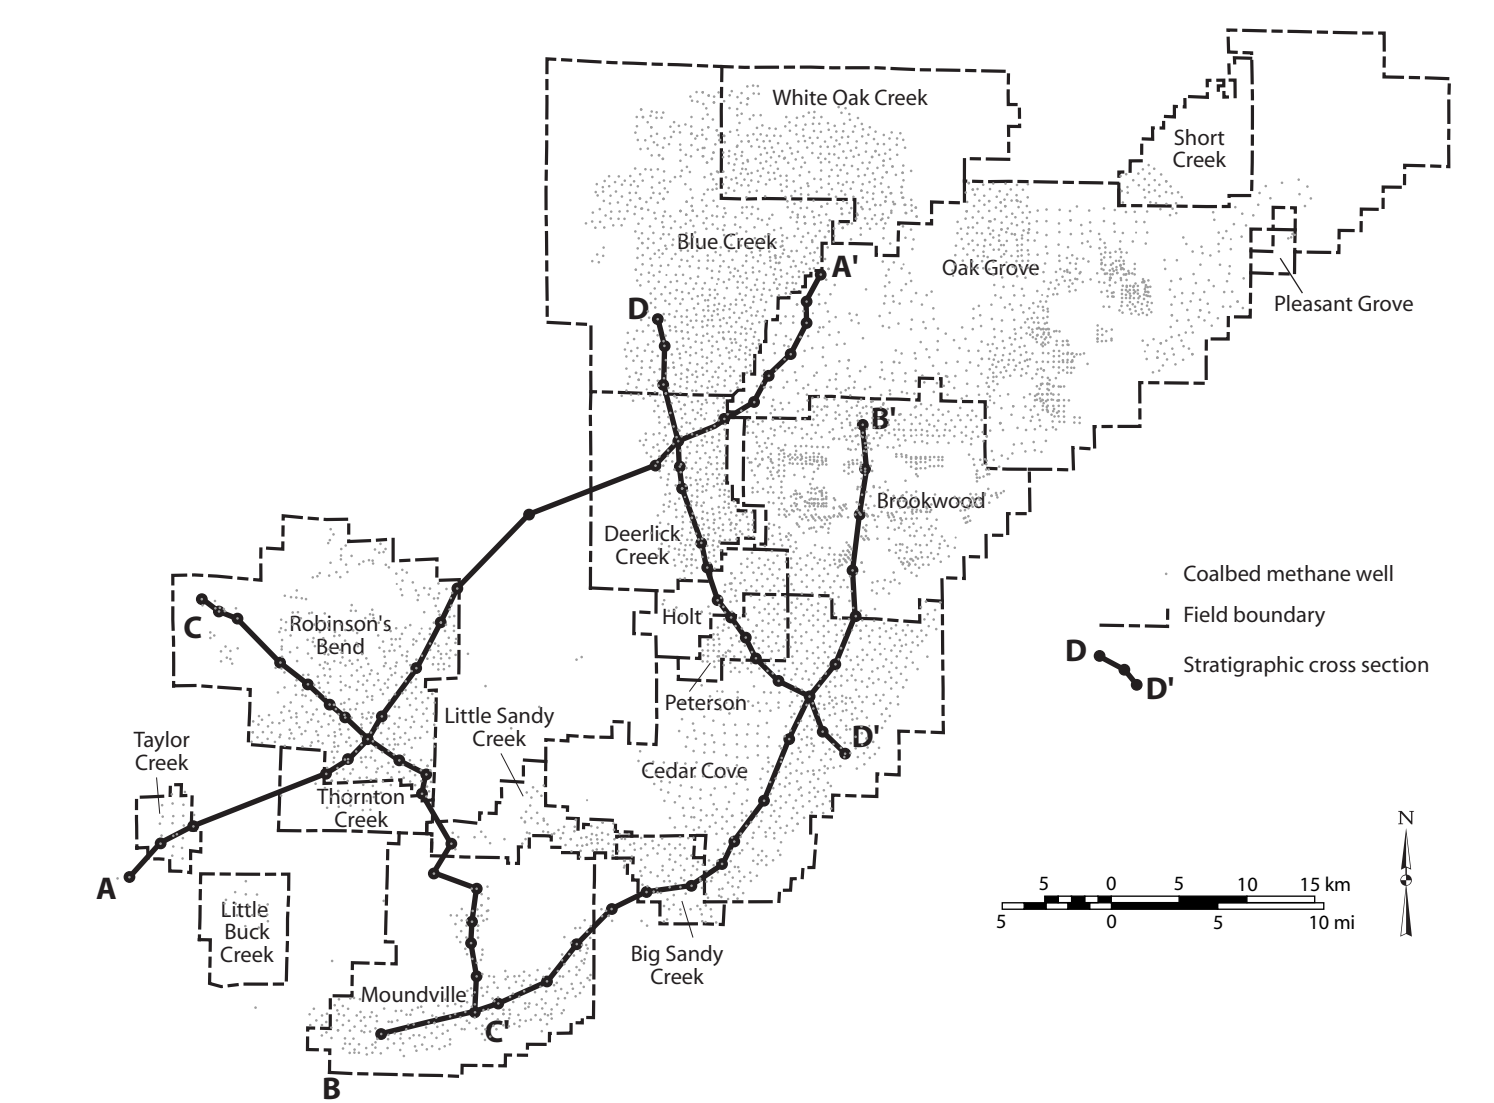 White Oak Creek
Short
Creek
Blue Creek
A'
Oak Grove
D
Pleasant Grove
B'
Brookwood
Deerlick
Creek
Coalbed methane well
Field boundary
D
D'
Stratigraphic cross section
C
Robinson's
Bend
Holt
Peterson
Little Sandy
Creek
Taylor
Creek
D'
Cedar Cove
Thornton
Creek
A
N
5 0 5 10 15 km
5 0 5 10 mi
Little
Buck
Creek
Big Sandy
Creek
Moundville
C'
B